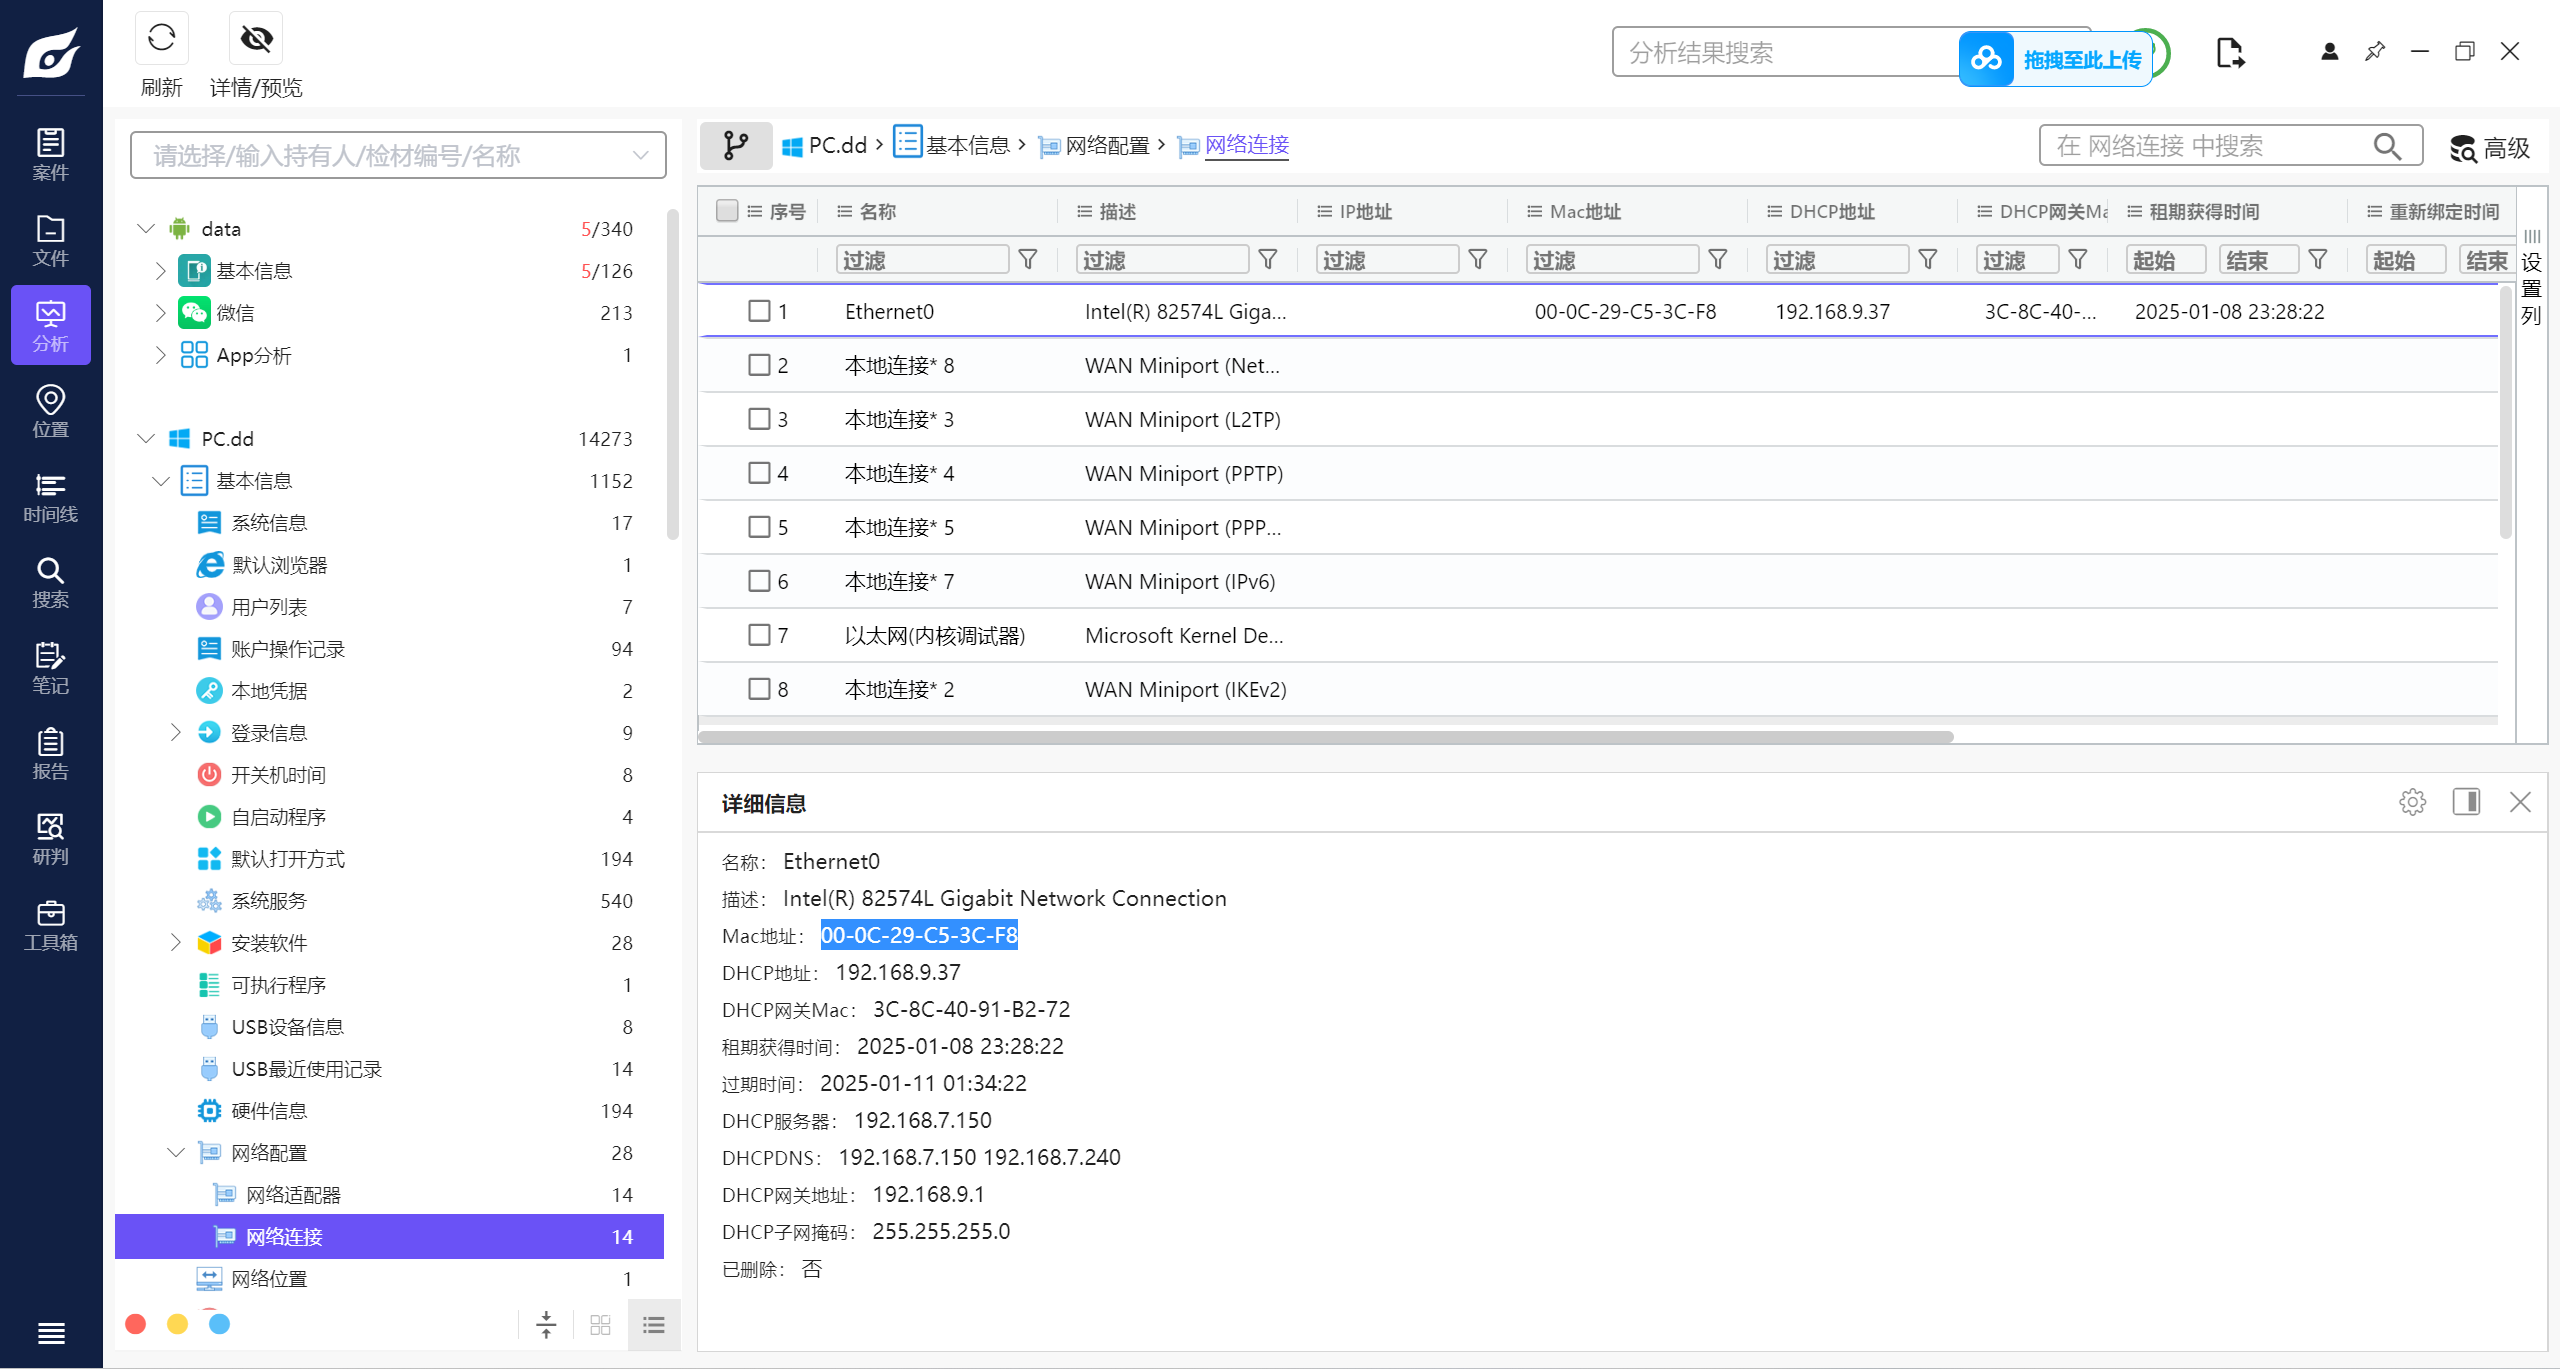 刷新
详情/预览
分析结果搜索
拖拽至此上传
案件
文件
分析
位置
时间线
搜索
笔记
报告
研判
工具箱
请选择/输入持有人/检材编号/名称
data 5/340
基本信息 5/126
微信 213
App分析 1
PC.dd 14273
基本信息 1152
系统信息 17
默认浏览器 1
用户列表 7
账户操作记录 94
本地凭据 2
登录信息 9
开关机时间 8
自启动程序 4
默认打开方式 194
系统服务 540
安装软件 28
可执行程序 1
USB设备信息 8
USB最近使用记录 14
硬件信息 194
网络配置 28
网络适配器 14
网络连接 14
网络位置 1
PC.dd › 基本信息 › 网络配置 › 网络连接
在 网络连接 中搜索
高级
序号 名称 描述 IP地址 Mac地址 DHCP地址 DHCP网关Ma 租期获得时间 重新绑定时间
过滤 过滤 过滤 过滤 过滤 过滤 起始 结束 起始 结束
设置列
1 Ethernet0 Intel(R) 82574L Giga... 00-0C-29-C5-3C-F8 192.168.9.37 3C-8C-40-... 2025-01-08 23:28:22
2 本地连接* 8 WAN Miniport (Net...
3 本地连接* 3 WAN Miniport (L2TP)
4 本地连接* 4 WAN Miniport (PPTP)
5 本地连接* 5 WAN Miniport (PPP...
6 本地连接* 7 WAN Miniport (IPv6)
7 以太网(内核调试器) Microsoft Kernel De...
8 本地连接* 2 WAN Miniport (IKEv2)
详细信息
名称： Ethernet0
描述： Intel(R) 82574L Gigabit Network Connection
Mac地址： 00-0C-29-C5-3C-F8
DHCP地址： 192.168.9.37
DHCP网关Mac： 3C-8C-40-91-B2-72
租期获得时间： 2025-01-08 23:28:22
过期时间： 2025-01-11 01:34:22
DHCP服务器： 192.168.7.150
DHCPDNS： 192.168.7.150 192.168.7.240
DHCP网关地址： 192.168.9.1
DHCP子网掩码： 255.255.255.0
已删除： 否